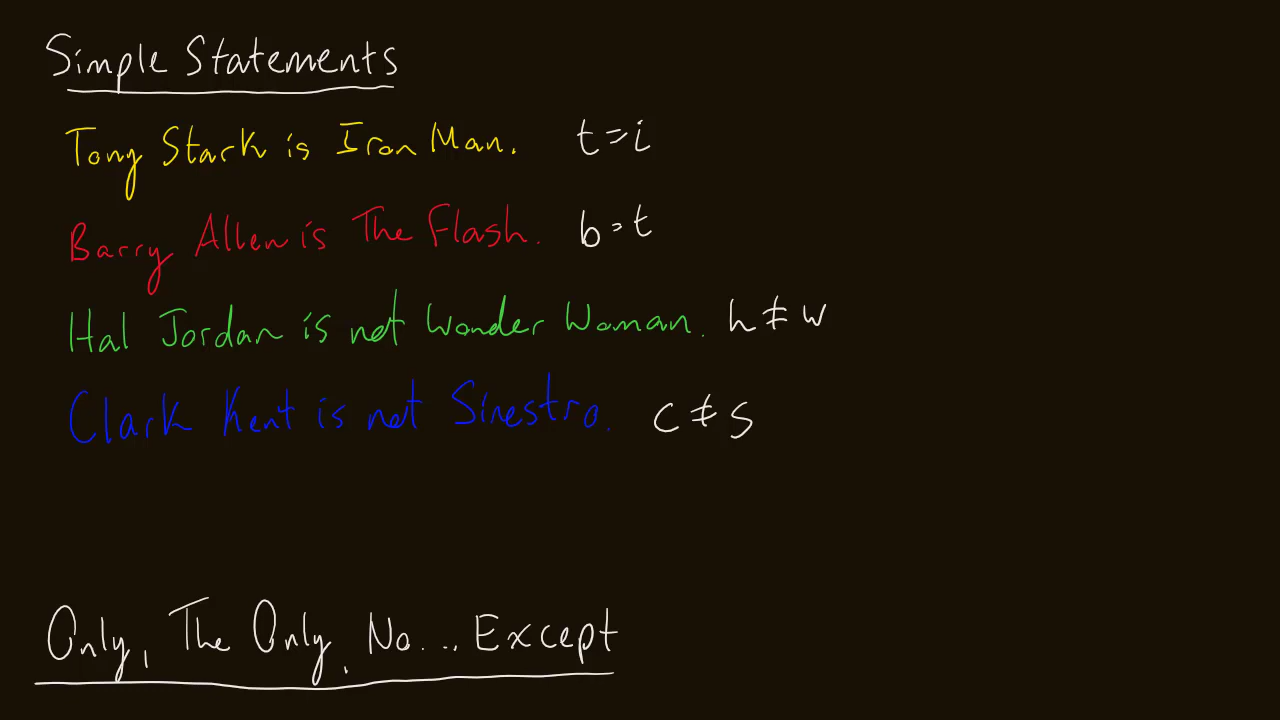 Simple Statements
Tony Stark is Iron Man. t=i
Barry Allen is The Flash. b=t
Hal Jordan is not Wonder Woman. h≠w
Clark Kent is not Sinestro. c≠s
Only, The Only, No... Except